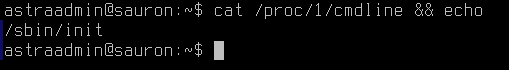 astraadmin@sauron:~$ cat /proc/1/cmdline && echo
/sbin/init
astraadmin@sauron:~$